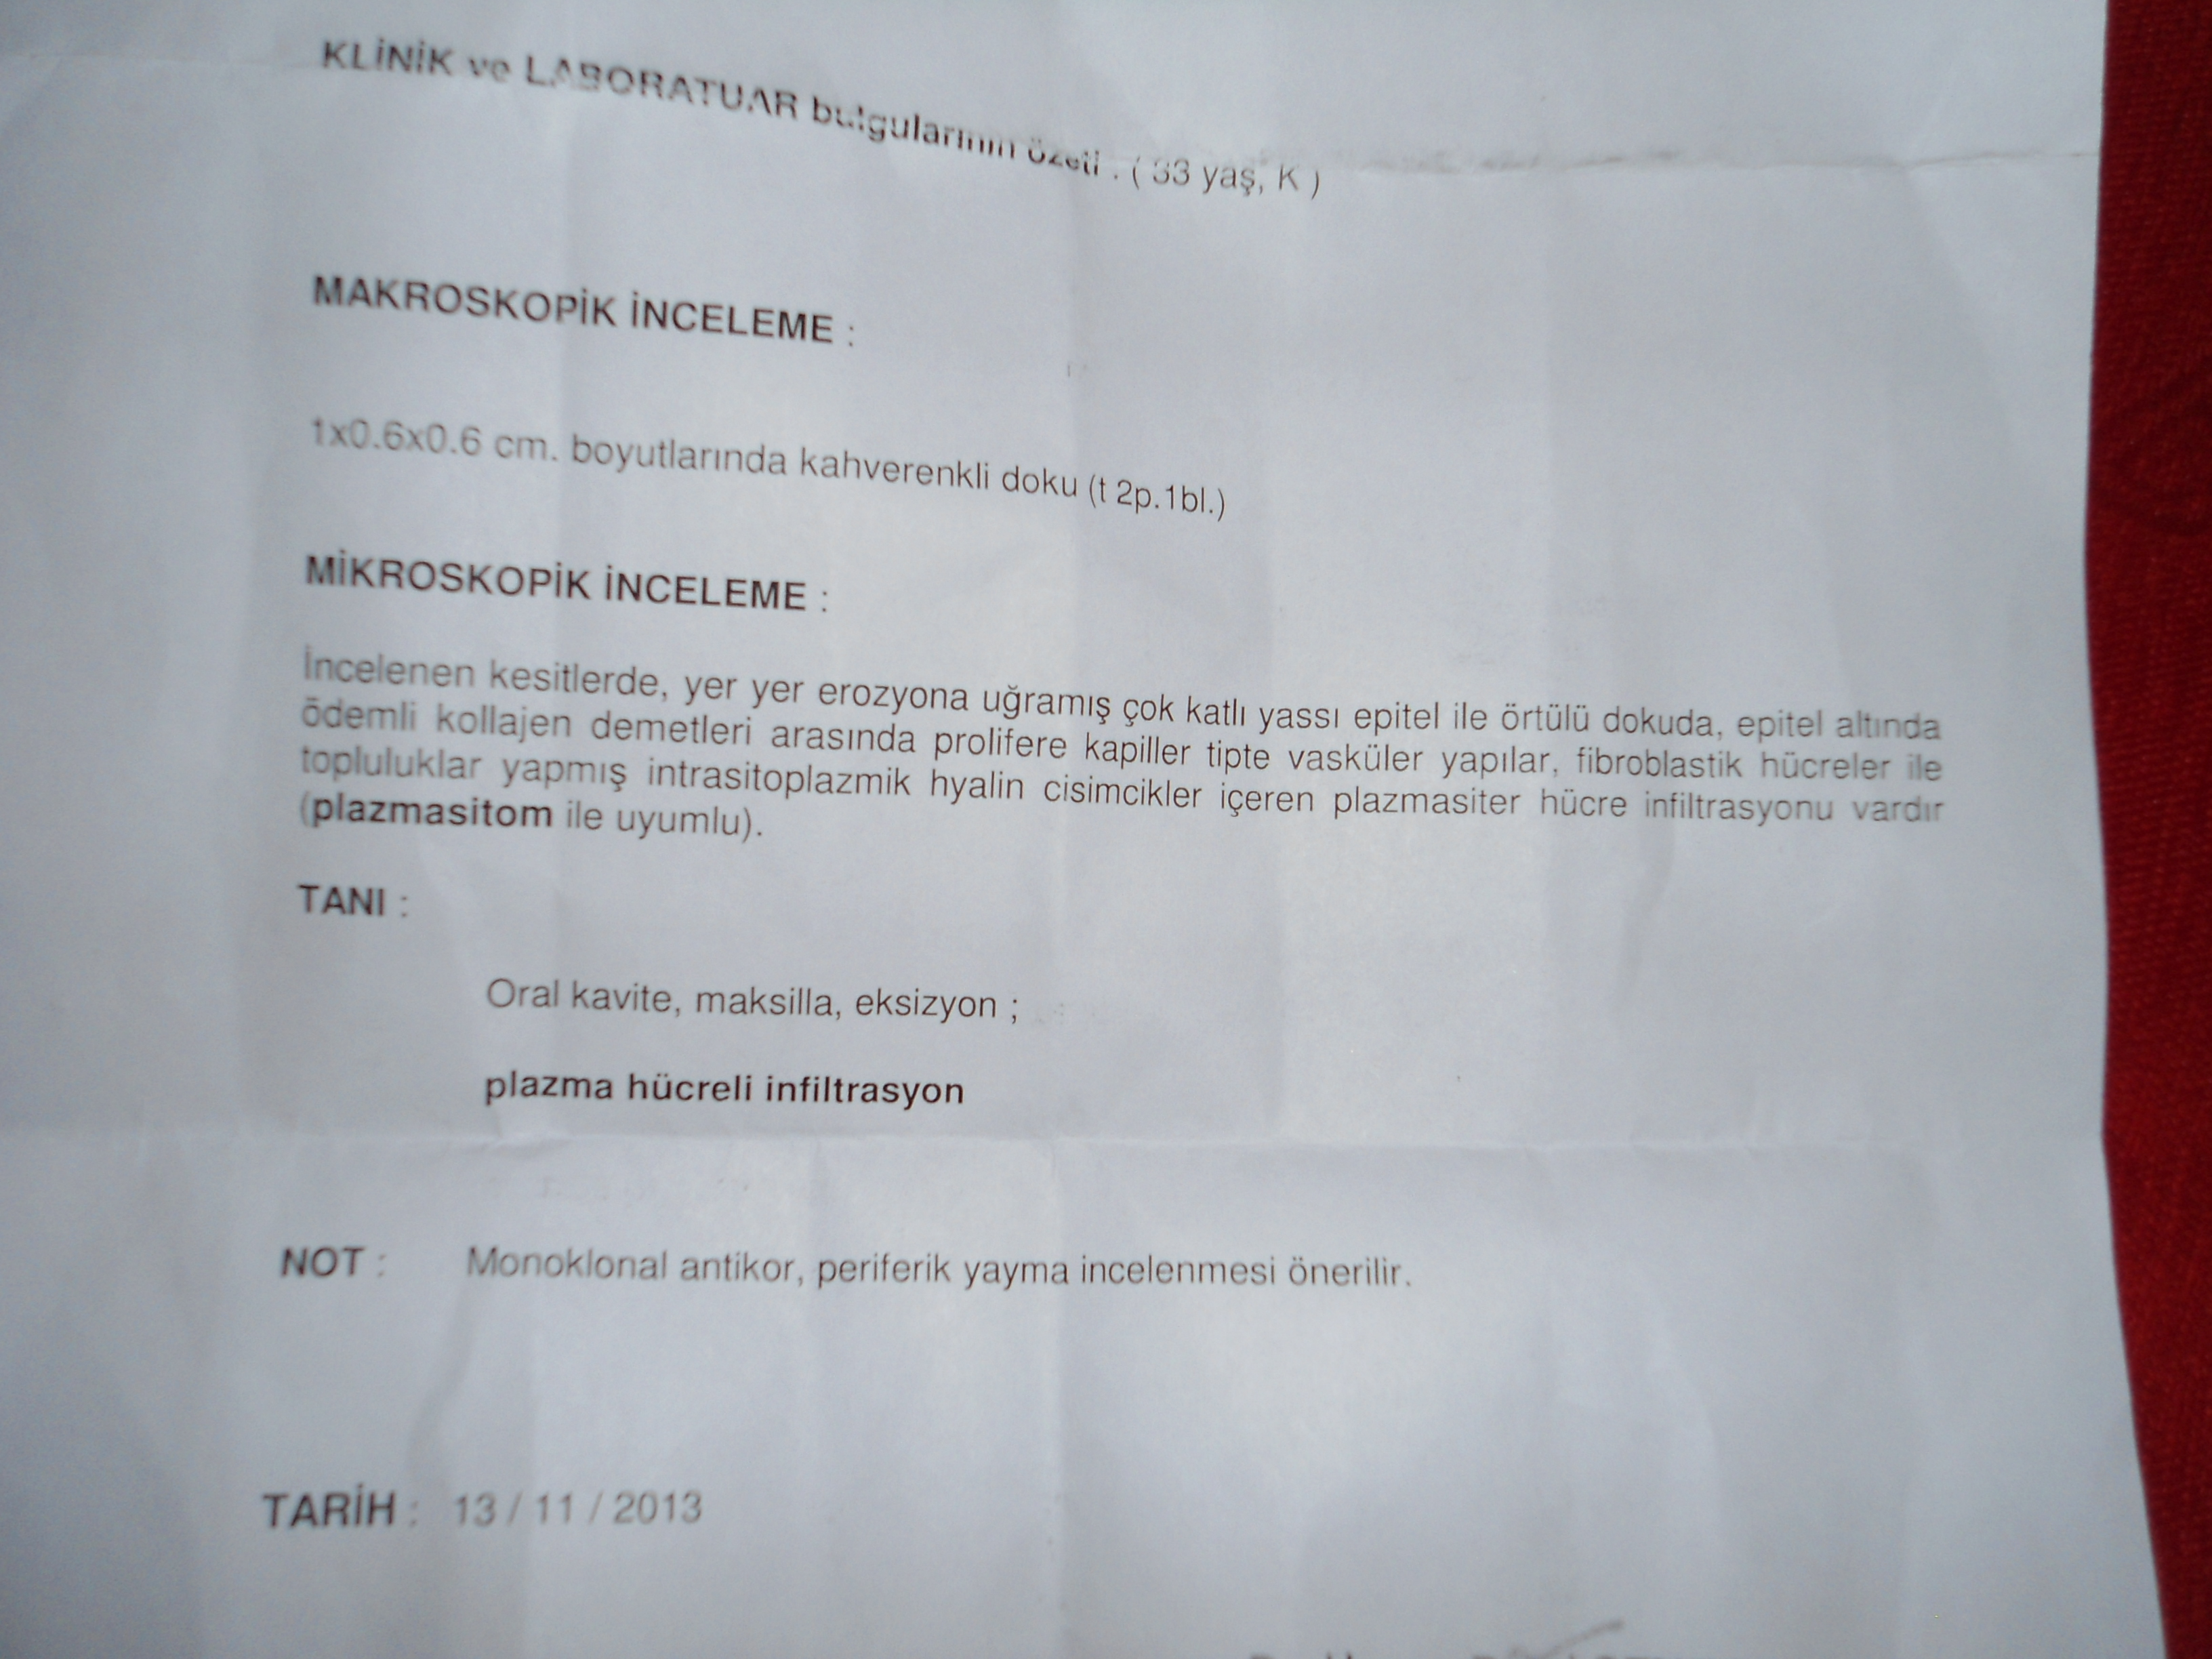 KLİNİK ve LABORATUAR bulgularının özeti : ( 33 yaş, K )
MAKROSKOPİK İNCELEME :
1x0.6x0.6 cm. boyutlarında kahverenkli doku (t 2p.1bl.)
MİKROSKOPİK İNCELEME :
İncelenen kesitlerde, yer yer erozyona uğramış çok katlı yassı epitel ile örtülü dokuda, epitel altında
ödemli kollajen demetleri arasında prolifere kapiller tipte vasküler yapılar, fibroblastik hücreler ile
topluluklar yapmış intrasitoplazmik hyalin cisimcikler içeren plazmasiter hücre infiltrasyonu vardır
(plazmasitom ile uyumlu).
TANI :
Oral kavite, maksilla, eksizyon ;
plazma hücreli infiltrasyon
NOT : Monoklonal antikor, periferik yayma incelenmesi önerilir.
TARİH : 13 / 11 / 2013